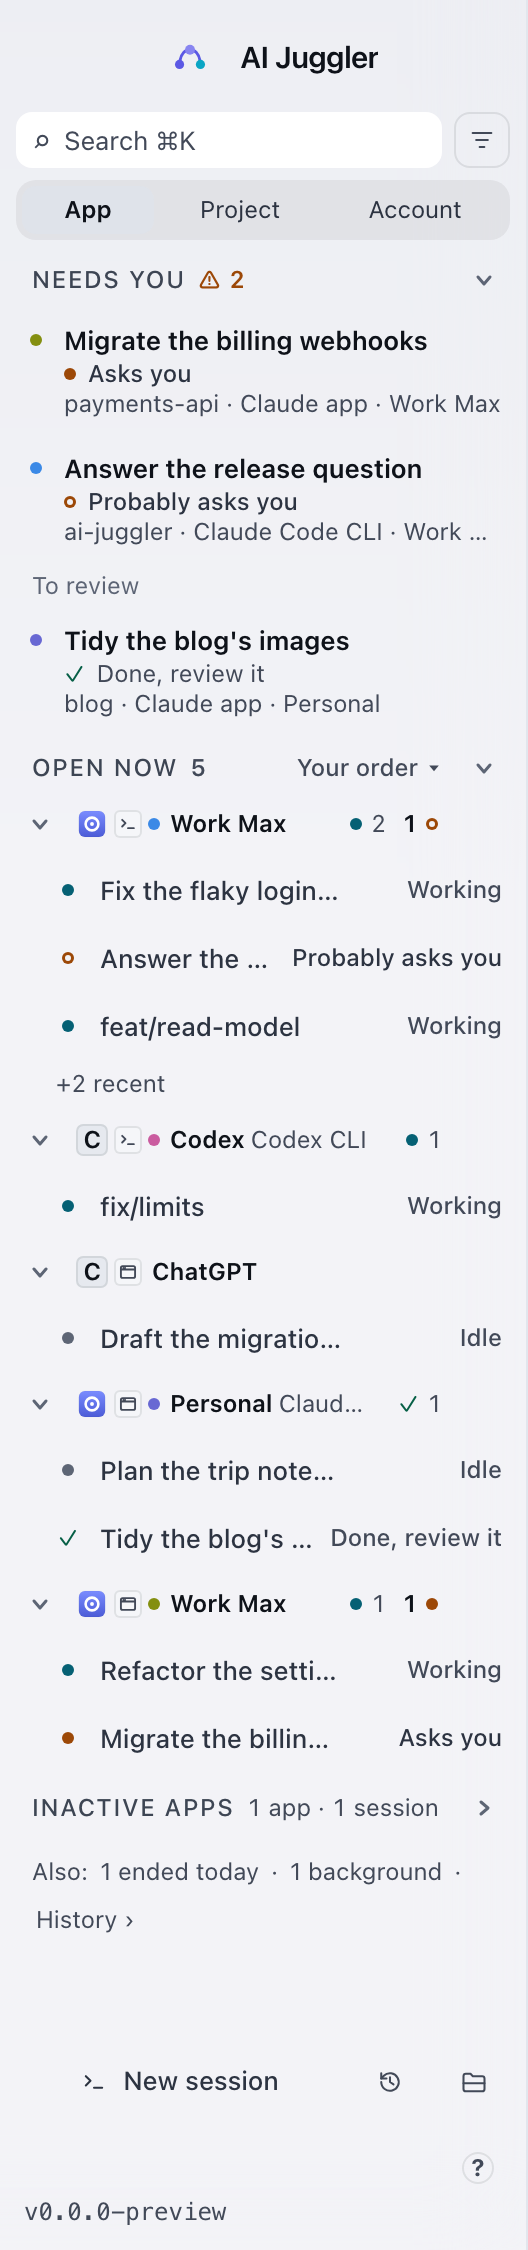 AI Juggler
Search ⌘K
App Project Account
NEEDS YOU 2
Migrate the billing webhooks
Asks you
payments-api · Claude app · Work Max
Answer the release question
Probably asks you
ai-juggler · Claude Code CLI · Work ...
To review
Tidy the blog's images
Done, review it
blog · Claude app · Personal
OPEN NOW 5 Your order
Work Max 2 1
Fix the flaky login... Working
Answer the ... Probably asks you
feat/read-model Working
+2 recent
C Codex Codex CLI 1
fix/limits Working
C ChatGPT
Draft the migratio... Idle
Personal Claud... 1
Plan the trip note... Idle
Tidy the blog's ... Done, review it
Work Max 1 1
Refactor the setti... Working
Migrate the billin... Asks you
INACTIVE APPS 1 app · 1 session
Also: 1 ended today · 1 background ·
History ›
New session
?
v0.0.0-preview